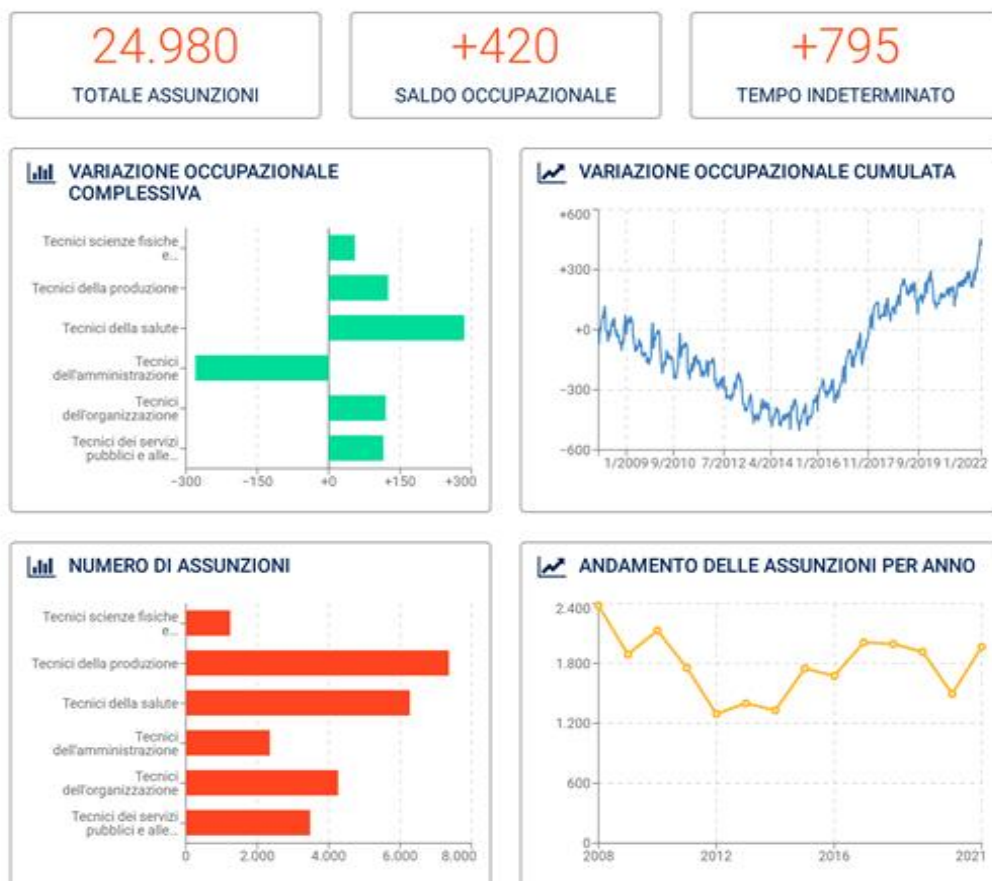 24.980
TOTALE ASSUNZIONI
+420
SALDO OCCUPAZIONALE
+795
TEMPO INDETERMINATO
VARIAZIONE OCCUPAZIONALE
COMPLESSIVA
Tecnici scienze fisiche
e...
Tecnici della produzione
Tecnici della salute
Tecnici
dell'amministrazione
Tecnici
dell'organizzazione
Tecnici dei servizi
pubblici e alle...
−300 −150 +0 +150 +300
VARIAZIONE OCCUPAZIONALE CUMULATA
+600
+300
+0
−300
−600
1/2009 9/2010 7/2012 4/2014 1/2016 11/2017 9/2019 1/2022
NUMERO DI ASSUNZIONI
Tecnici scienze fisiche
e...
Tecnici della produzione
Tecnici della salute
Tecnici
dell'amministrazione
Tecnici
dell'organizzazione
Tecnici dei servizi
pubblici e alle...
0 2.000 4.000 6.000 8.000
ANDAMENTO DELLE ASSUNZIONI PER ANNO
2.400
1.800
1.200
600
0
2008 2012 2016 2021